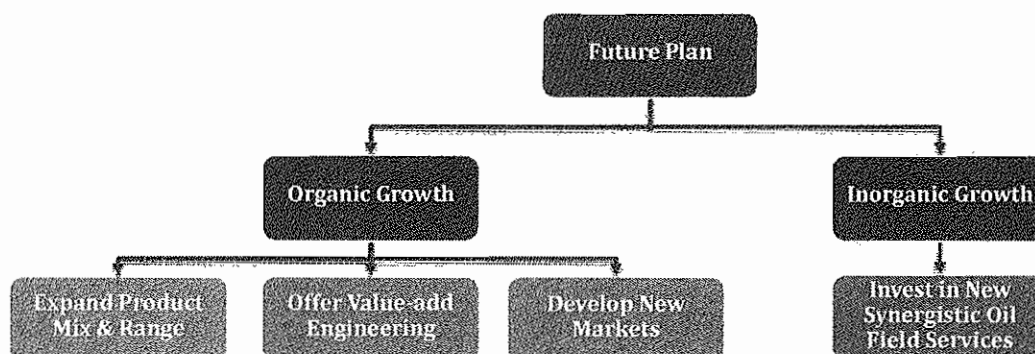 Future Plan
Organic Growth
Inorganic Growth
Expand Product
Mix & Range
Offer Value-add
Engineering
Develop New
Markets
Invest in New
Synergistic Oil
Field Services